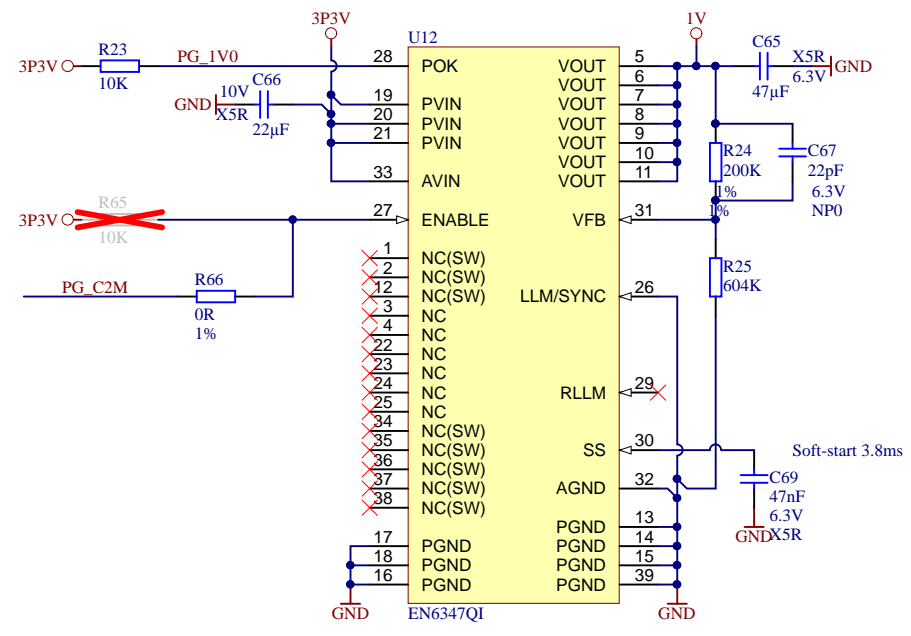 3P3V
1V
U12
3P3V
R23
10K
PG_1V0
28
POK
VOUT
5
C65
X5R
6.3V
47µF
GND
VOUT
6
GND
10V
X5R
C66
22µF
19
PVIN
VOUT
7
20
PVIN
VOUT
8
21
PVIN
VOUT
9
VOUT
10
33
AVIN
VOUT
11
R24
200K
1%
1%
C67
22pF
6.3V
NP0
3P3V
R65
10K
27
ENABLE
VFB
31
PG_C2M
R66
0R
1%
R25
604K
1
NC(SW)
2
NC(SW)
12
NC(SW)
LLM/SYNC
26
3
NC
4
NC
22
NC
23
NC
24
NC
RLLM
29
25
NC
34
NC(SW)
35
NC(SW)
SS
30
Soft-start 3.8ms
36
NC(SW)
37
NC(SW)
AGND
32
38
NC(SW)
C69
47nF
6.3V
X5R
GND
PGND
13
17
PGND
PGND
14
18
PGND
PGND
15
16
PGND
PGND
39
GND
EN6347QI
GND